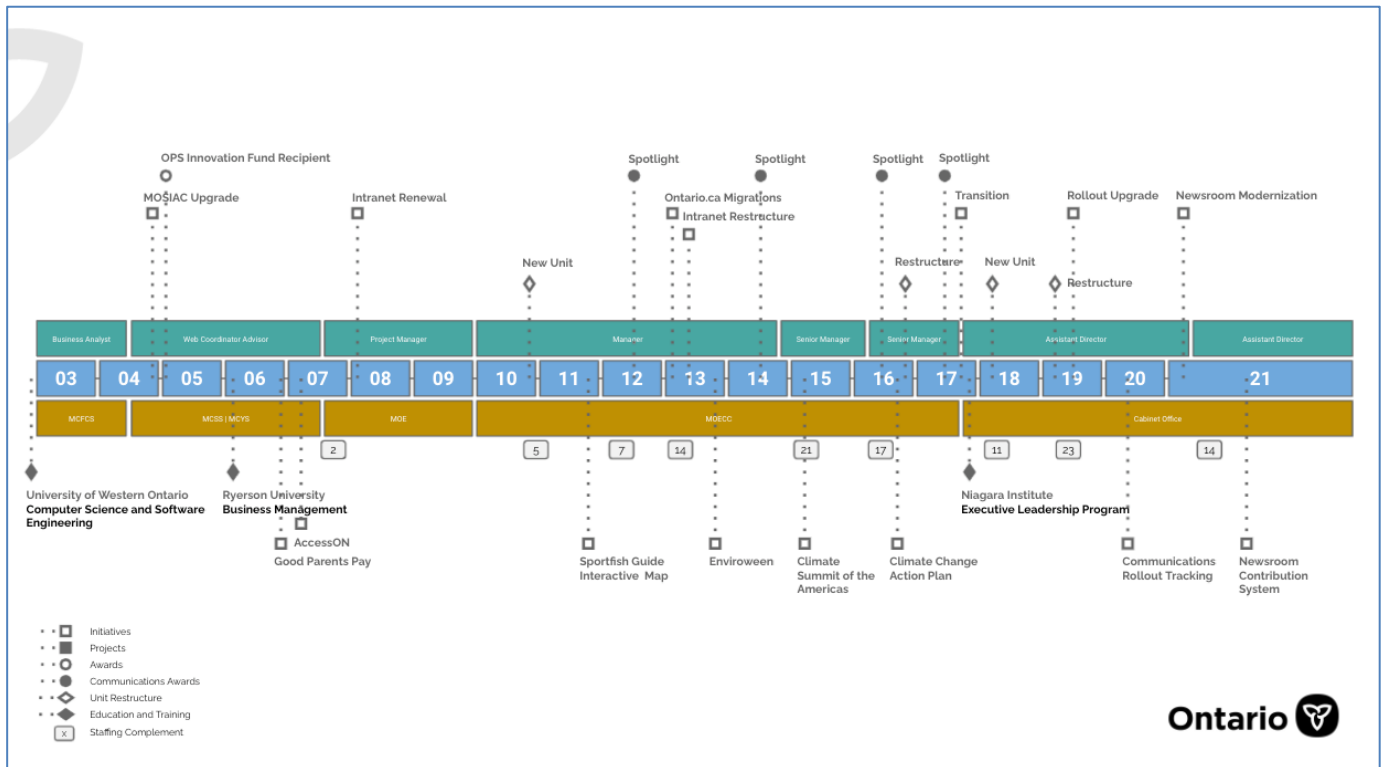 OPS Innovation Fund Recipient
Spotlight
Spotlight
Spotlight
Spotlight
MOSIAC Upgrade
Intranet Renewal
Ontario.ca Migrations
Transition
Rollout Upgrade
Newsroom Modernization
Intranet Restructure
New Unit
Restructure
New Unit
Restructure
Business Analyst
Web Coordinator Advisor
Project Manager
Manager
Senior Manager
Senior Manager
Assistant Director
Assistant Director
03
04
05
06
07
08
09
10
11
12
13
14
15
16
17
18
19
20
21
MCFCS
MCSS | MCYS
MOE
MOECC
Cabinet Office
2
5
7
14
21
17
11
23
14
University of Western Ontario
Computer Science and Software
Engineering
Ryerson University
Business Management
Niagara Institute
Executive Leadership Program
AccessON
Good Parents Pay
Sportfish Guide
Interactive Map
Enviroween
Climate
Summit of the
Americas
Climate Change
Action Plan
Communications
Rollout Tracking
Newsroom
Contribution
System
Initiatives
Projects
Awards
Communications Awards
Unit Restructure
Education and Training
x
Staffing Complement
Ontario